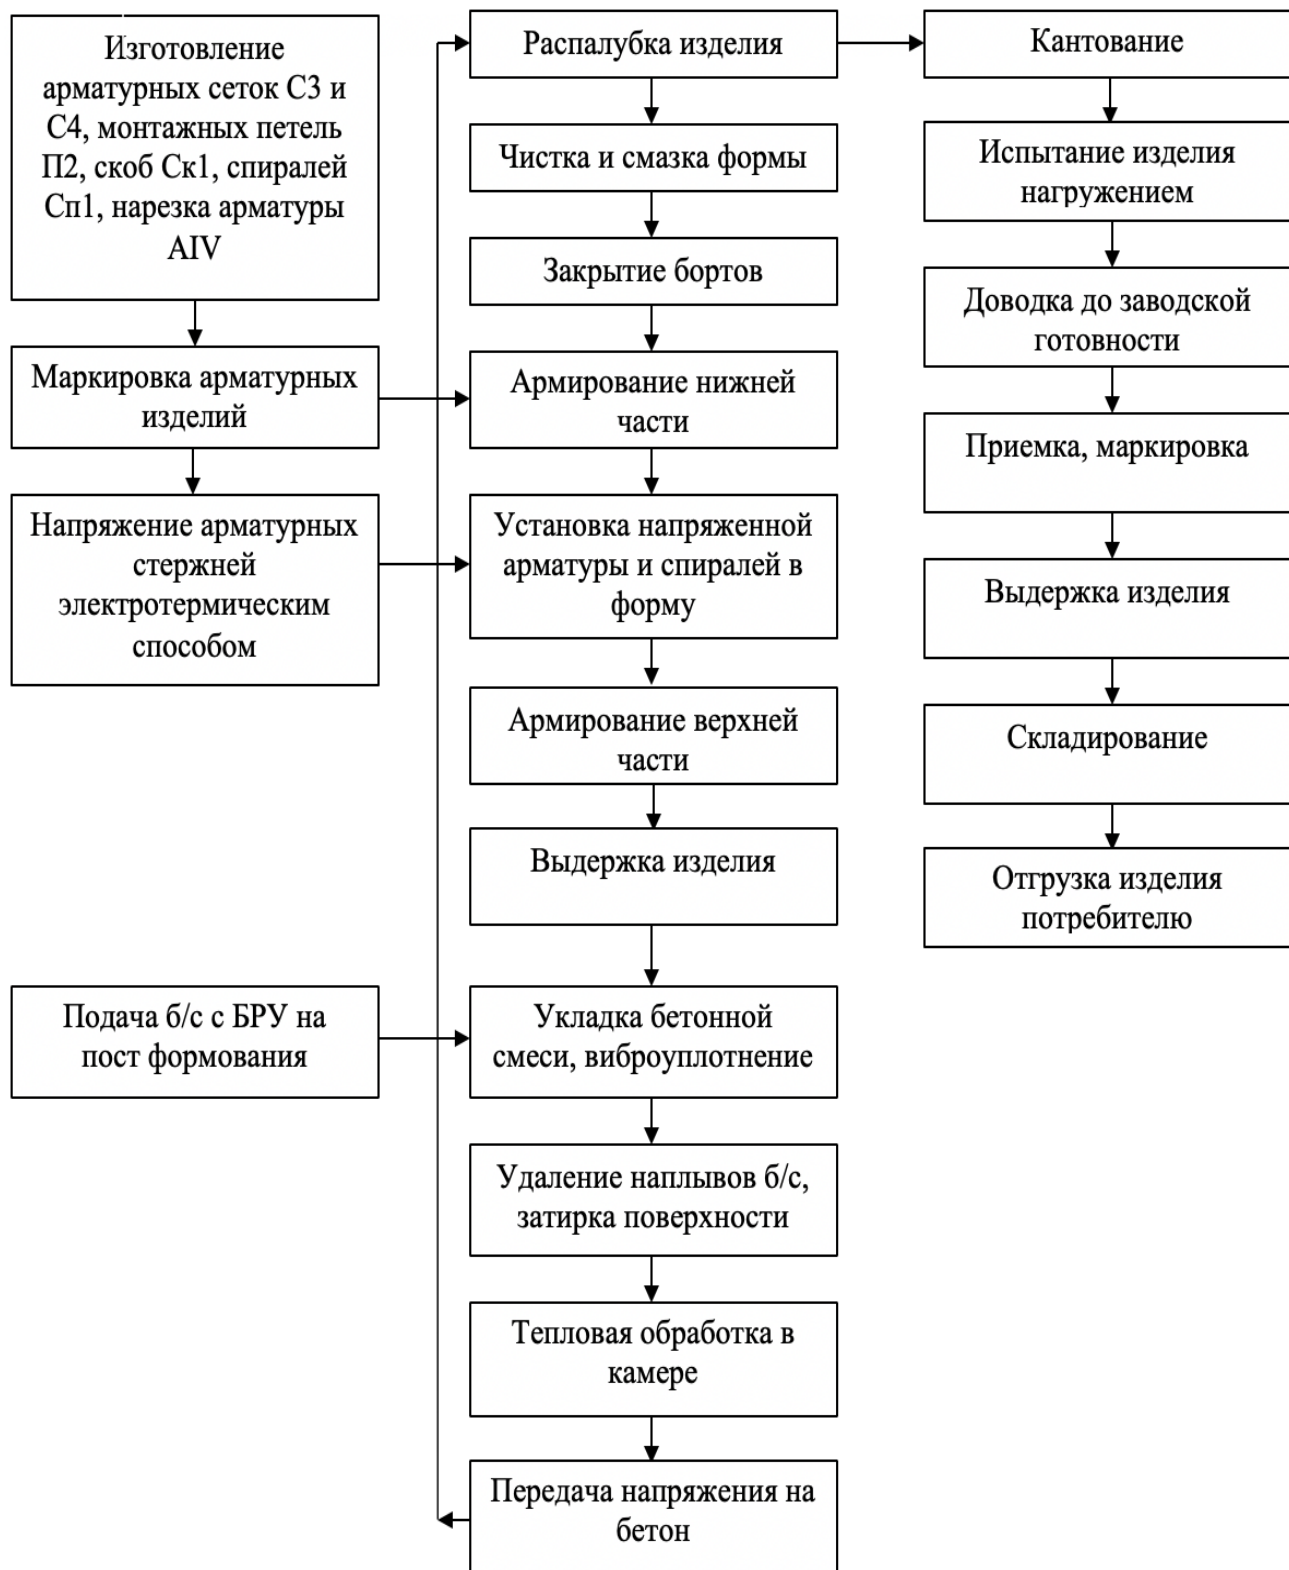 Изготовление
арматурных сеток С3 и
С4, монтажных петель
П2, скоб Ск1, спиралей
Сп1, нарезка арматуры
АIV
Маркировка арматурных
изделий
Напряжение арматурных
стержней
электротермическим
способом
Подача б/с с БРУ на
пост формования
Распалубка изделия
Чистка и смазка формы
Закрытие бортов
Армирование нижней
части
Установка напряженной
арматуры и спиралей в
форму
Армирование верхней
части
Выдержка изделия
Укладка бетонной
смеси, виброуплотнение
Удаление наплывов б/с,
затирка поверхности
Тепловая обработка в
камере
Передача напряжения на
бетон
Кантование
Испытание изделия
нагружением
Доводка до заводской
готовности
Приемка, маркировка
Выдержка изделия
Складирование
Отгрузка изделия
потребителю